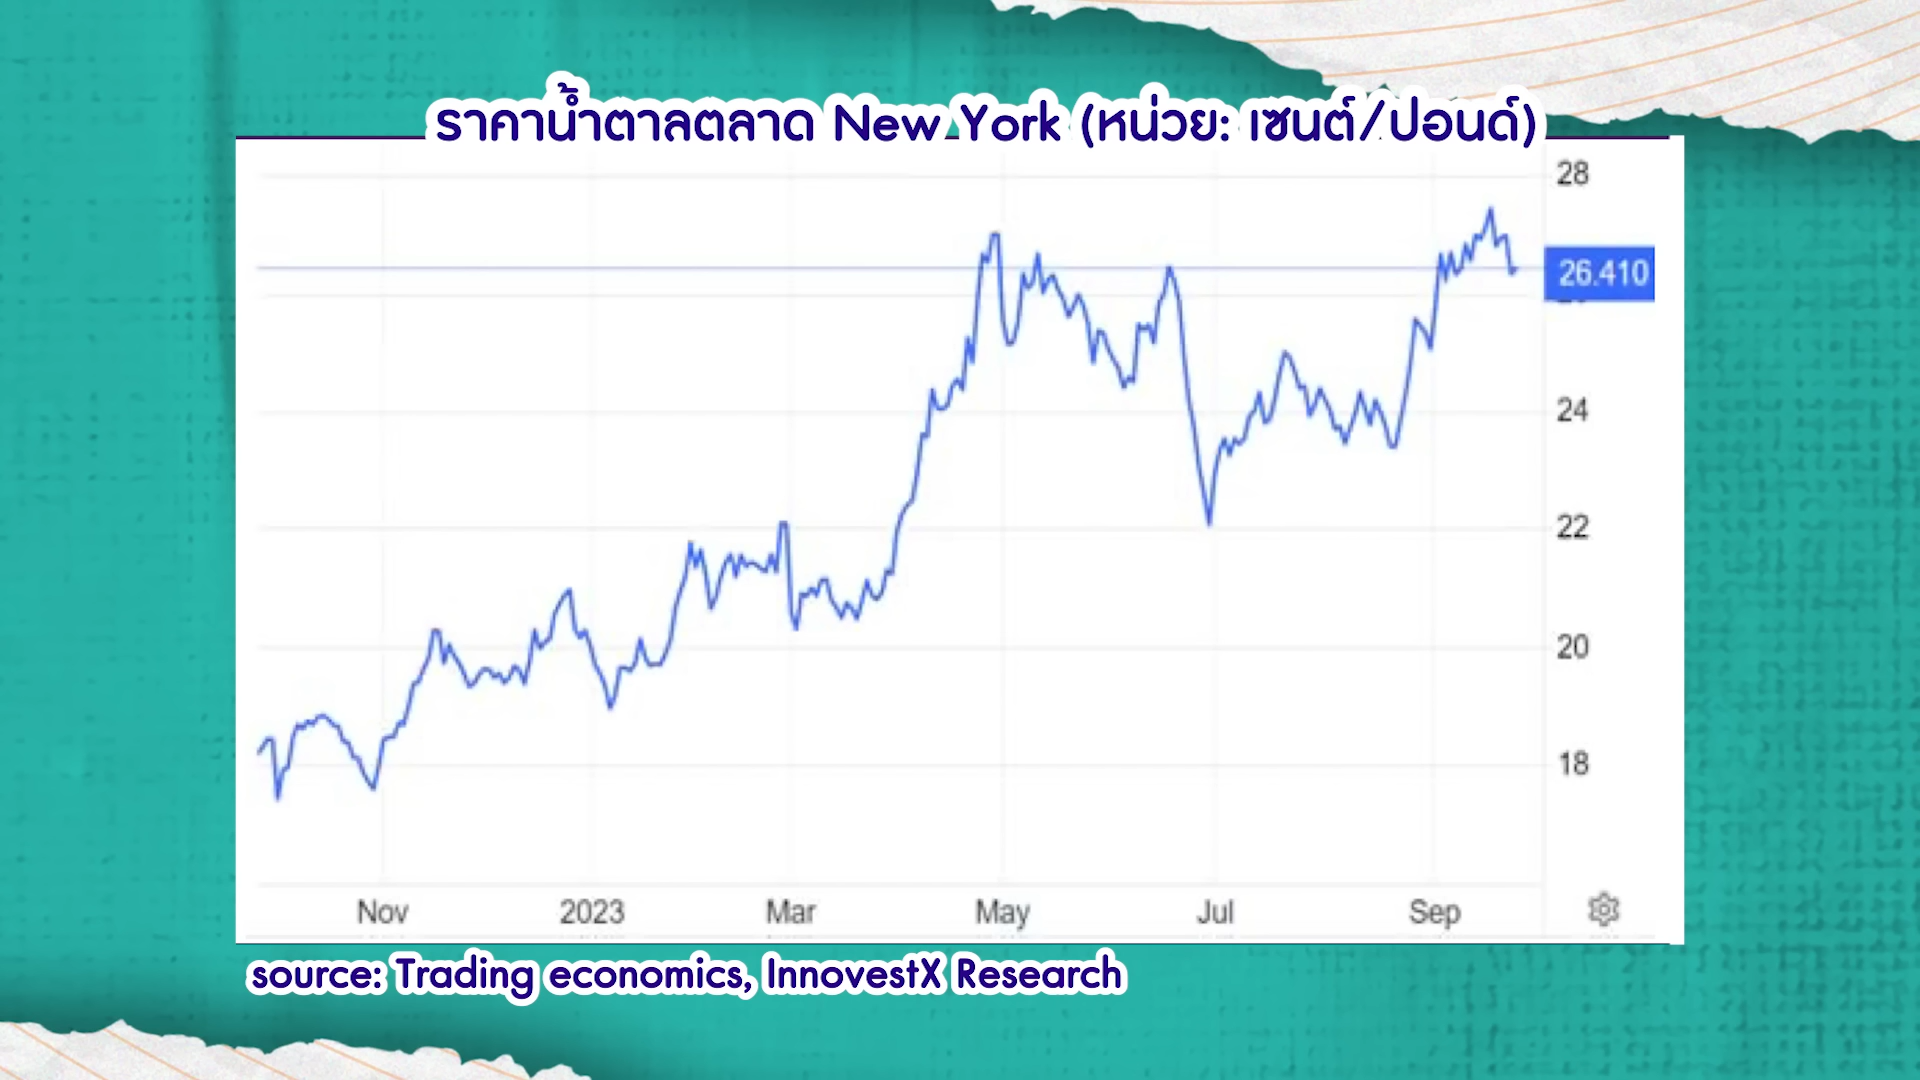 ราคาน้ำตาลตลาด New York (หน่วย: เซนต์/ปอนด์)
28
26.410
24
22
20
18
Nov 2023 Mar May Jul Sep
source: Trading economics, InnovestX Research